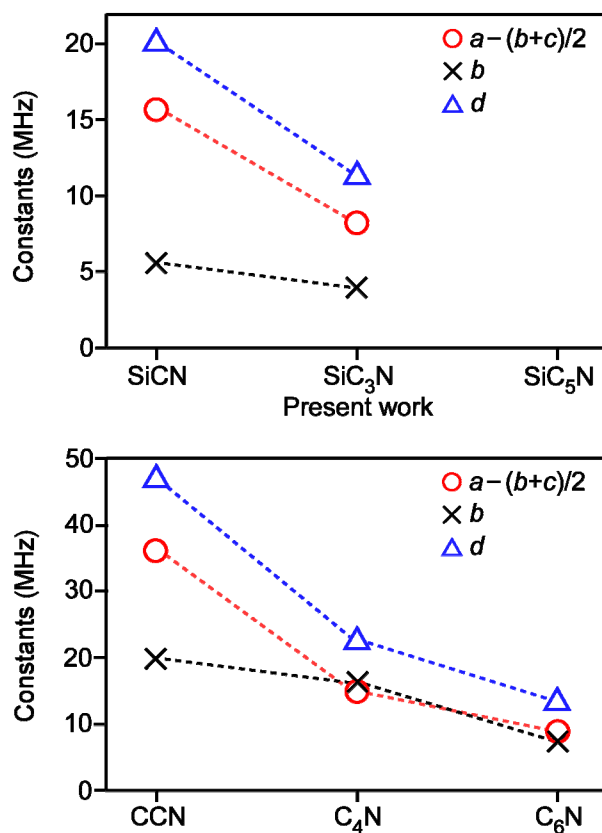 20
15
10
5
0
Constants (MHz)
a−(b+c)/2
b
d
SiCN
SiC₃N
SiC₅N
Present work
50
40
30
20
10
0
Constants (MHz)
a−(b+c)/2
b
d
CCN
C₄N
C₆N